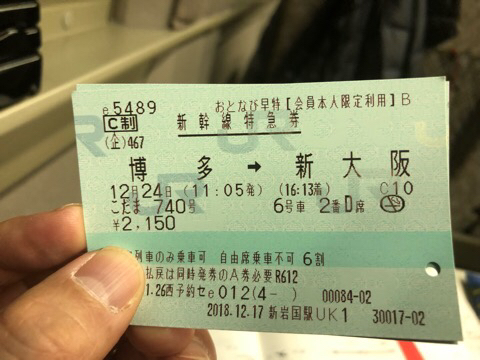 e5489 おとなび早特【会員本人限定利用】B
C制 新幹線特急券
(企)467
博多 → 新大阪
12月24日 (11:05発) (16:13着) C10
こだま 740号 6号車 2番D席
¥2,150
列車のみ乗車可 自由席乗車不可 6割
払戻は同時発券のA券必要R612
1.26西予約セe012(4- ) 00084-02
2018.12.17 新岩国駅UK1 30017-02